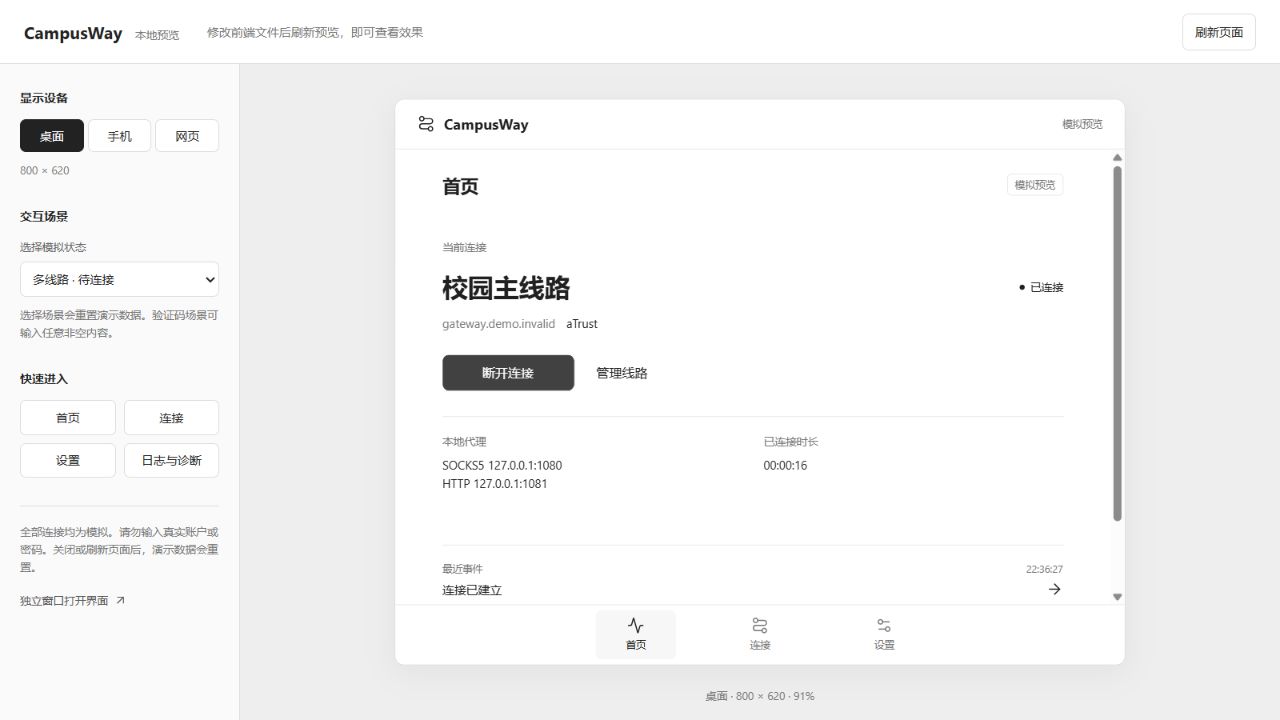 CampusWay 本地预览 修改前端文件后刷新预览，即可查看效果 刷新页面
显示设备
桌面 手机 网页
800 × 620
交互场景
选择模拟状态
多线路 · 待连接
选择场景会重置演示数据。验证码场景可
输入任意非空内容。
快速进入
首页 连接
设置 日志与诊断
全部连接均为模拟。请勿输入真实账户或
密码。关闭或刷新页面后，演示数据会重
置。
独立窗口打开界面
CampusWay 模拟预览
首页 模拟预览
当前连接
校园主线路 已连接
gateway.demo.invalid aTrust
断开连接 管理线路
本地代理 已连接时长
SOCKS5 127.0.0.1:1080 00:00:16
HTTP 127.0.0.1:1081
最近事件 22:36:27
连接已建立
首页 连接 设置
桌面 · 800 × 620 · 91%